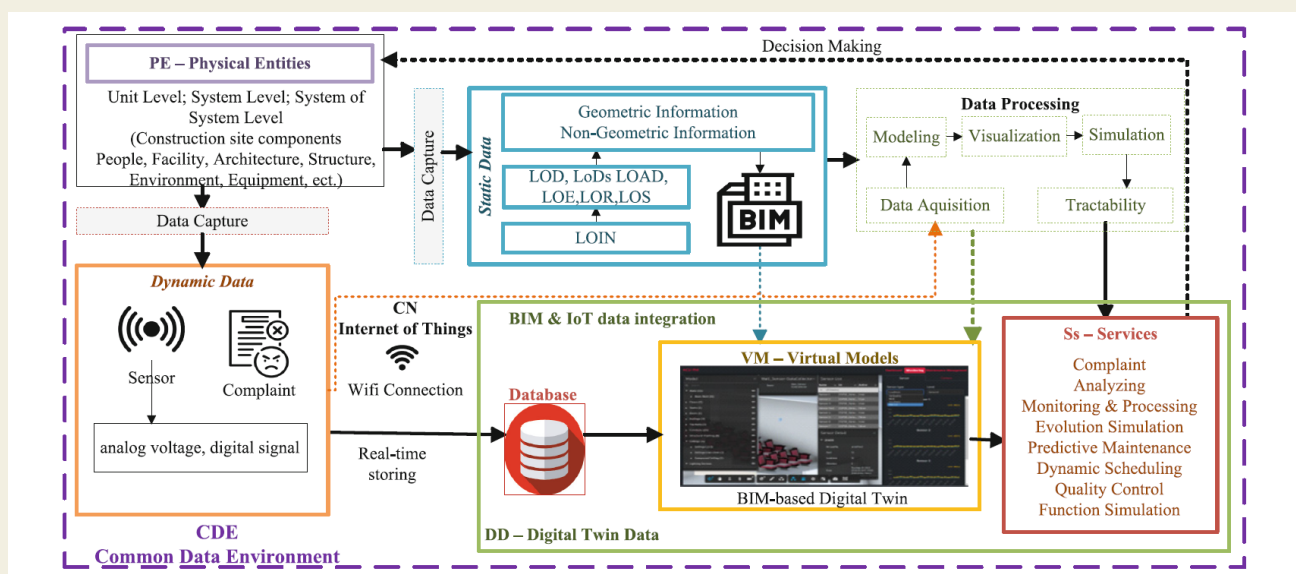 Decision Making
PE – Physical Entities
Unit Level; System Level; System of
System Level
(Construction site components
People, Facility, Architecture, Structure,
Environment, Equipment, ect.)
Data Capture
Data Capture
Static Data
Geometric Information
Non-Geometric Information
LOD, LoDs LOAD,
LOE,LOR,LOS
LOIN
BIM
Data Processing
Modeling
Visualization
Simulation
Data Aquisition
Tractability
Dynamic Data
Sensor
Complaint
analog voltage, digital signal
CN
Internet of Things
Wifi Connection
Real-time
storing
BIM & IoT data integration
Database
VM – Virtual Models
BIM-based Digital Twin
DD – Digital Twin Data
Ss – Services
Complaint
Analyzing
Monitoring & Processing
Evolution Simulation
Predictive Maintenance
Dynamic Scheduling
Quality Control
Function Simulation
CDE
Common Data Environment